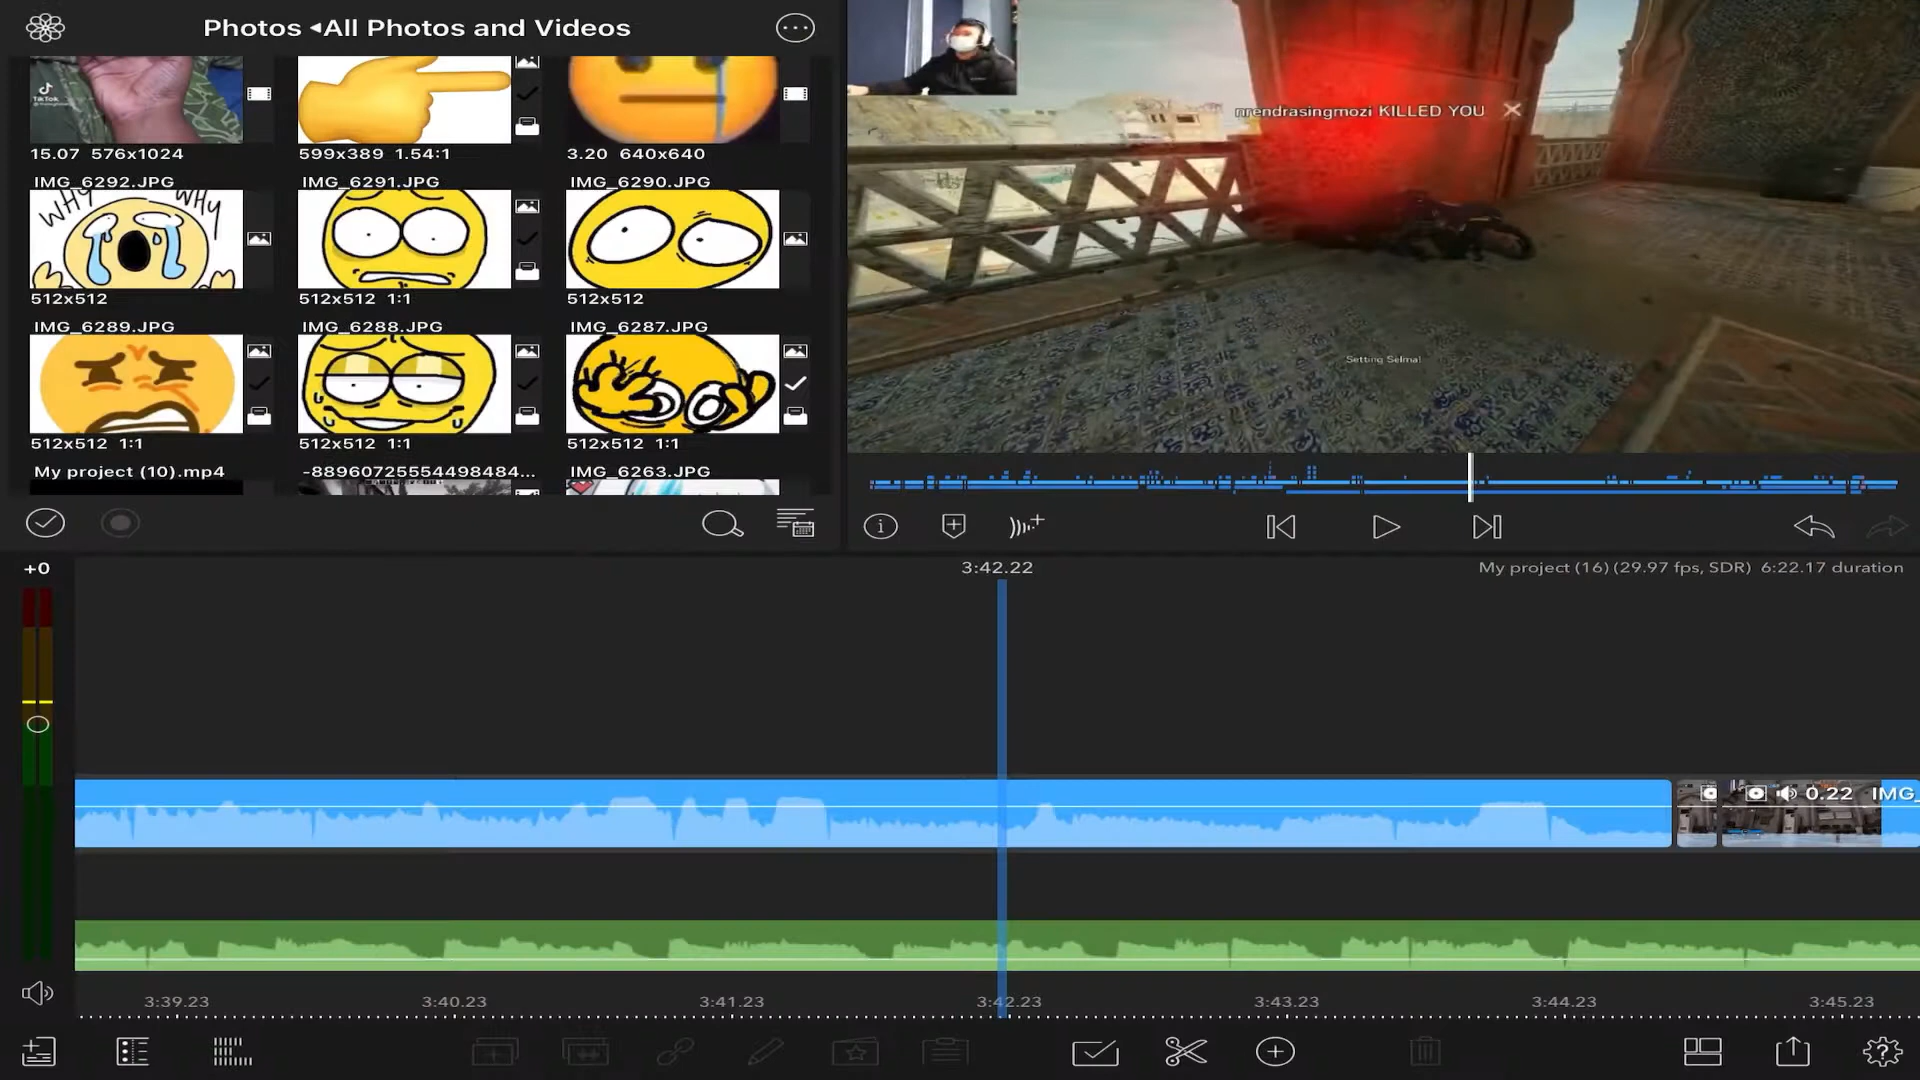 Photos ◂All Photos and Videos
TikTok
15.07 576x1024
599x389 1.54:1
3.20 640x640
IMG_6292.JPG
IMG_6291.JPG
IMG_6290.JPG
WHY WHY
512x512
512x512 1:1
512x512
IMG_6289.JPG
IMG_6288.JPG
IMG_6287.JPG
512x512 1:1
512x512 1:1
512x512 1:1
My project (10).mp4
-88960725554498484...
IMG_6263.JPG
nrendrasingmozi KILLED YOU
Setting Selma!
+0
3:42.22
My project (16) (29.97 fps, SDR) 6:22.17 duration
0.22 IMG_
3:39.23
3:40.23
3:41.23
3:42.23
3:43.23
3:44.23
3:45.23